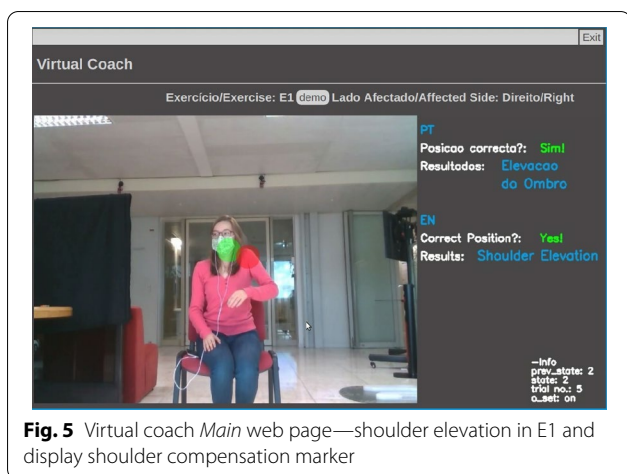 Exit
Virtual Coach
Exercício/Exercise: E1 demo Lado Afectado/Affected Side: Direito/Right
PT
Posicao correcta?: Sim!
Resultados: Elevacao
do Ombro
EN
Correct Position?: Yes!
Results: Shoulder Elevation
-Info
prev_state: 2
state: 2
trial no.: 5
a_set: on
Fig. 5 Virtual coach Main web page—shoulder elevation in E1 and
display shoulder compensation marker